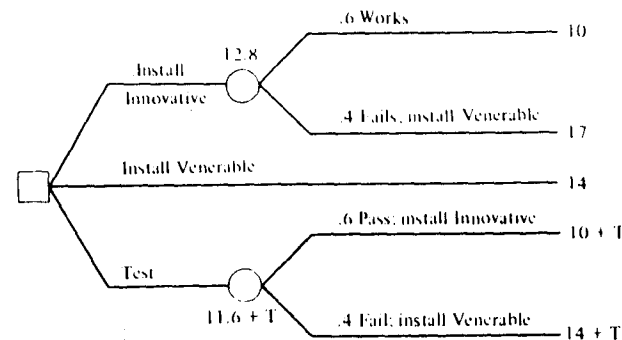 .6 Works
10
12.8
Install
Innovative
.4 Fails; install Venerable
17
Install Venerable
14
.6 Pass; install Innovative
10 + T
Test
11.6 + T
.4 Fail; install Venerable
14 + T